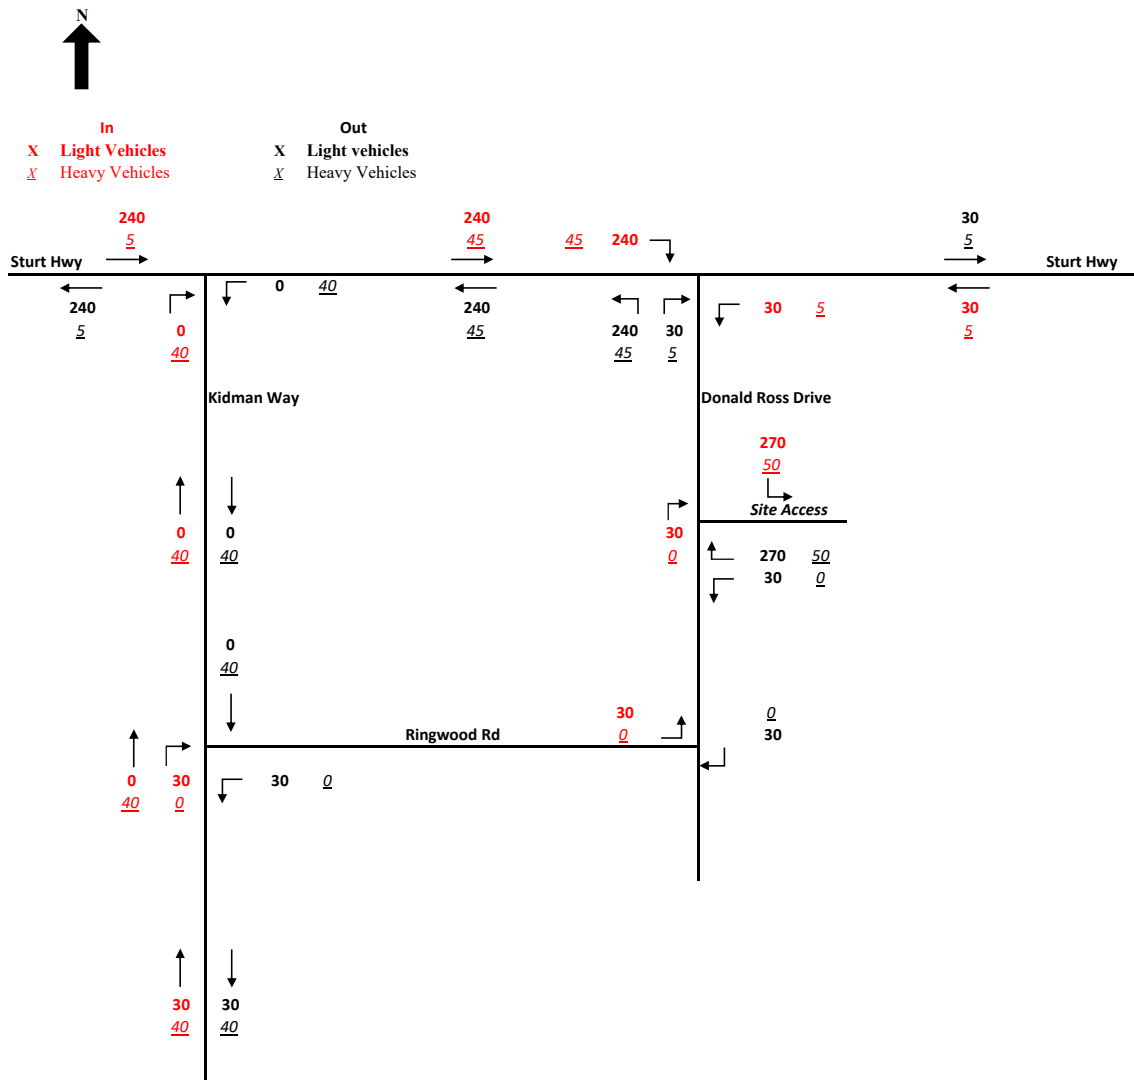 N
In Out
X Light Vehicles X Light vehicles
X Heavy Vehicles X Heavy Vehicles
240 240 30
5 45 45 240 5
Sturt Hwy Sturt Hwy
0 40
240 240 30 5 30
5 0 45 240 30 5
40 45 5
Kidman Way Donald Ross Drive
270
50
Site Access
0 0 30
40 40 0 270 50
30 0
0
40
30 0
Ringwood Rd 0 30
0 30 30 0
40 0
30 30
40 40